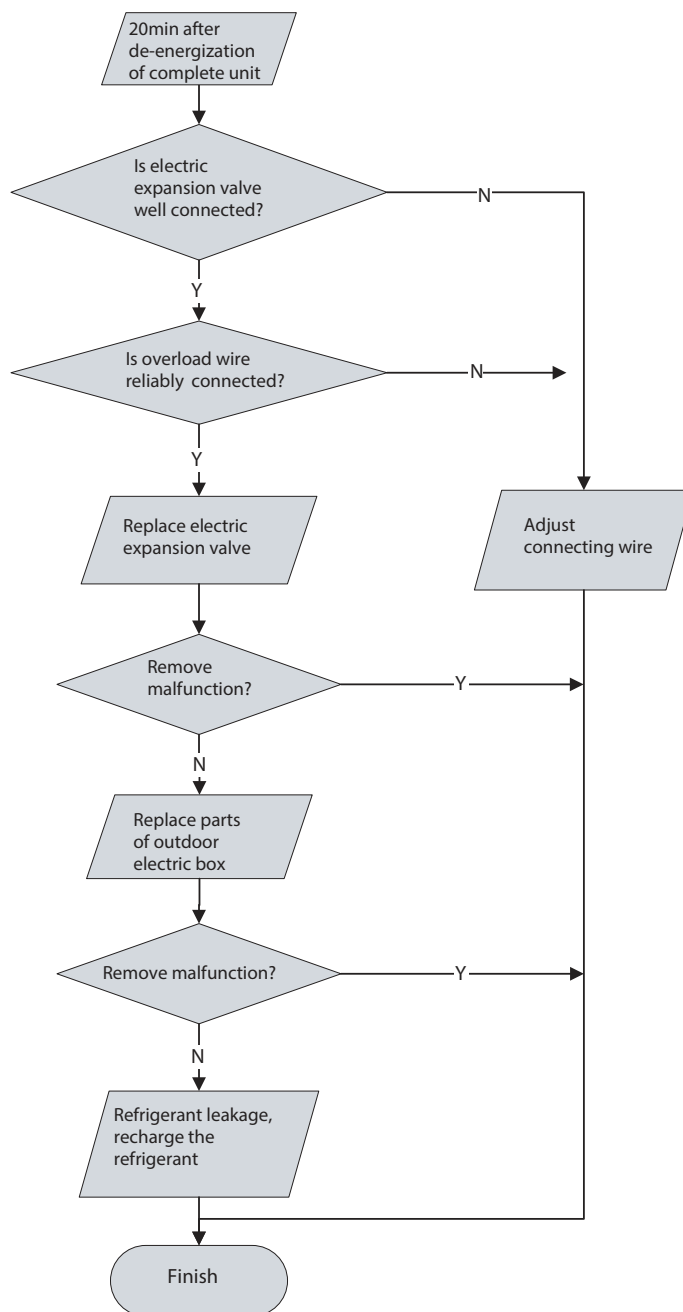 20min after
de-energization
of complete unit
Is electric
expansion valve
well connected?
N
Y
Is overload wire
reliably connected?
N
Y
Replace electric
expansion valve
Adjust
connecting wire
Remove
malfunction?
Y
N
Replace parts
of outdoor
electric box
Remove malfunction?
Y
N
Refrigerant leakage,
recharge the
refrigerant
Finish